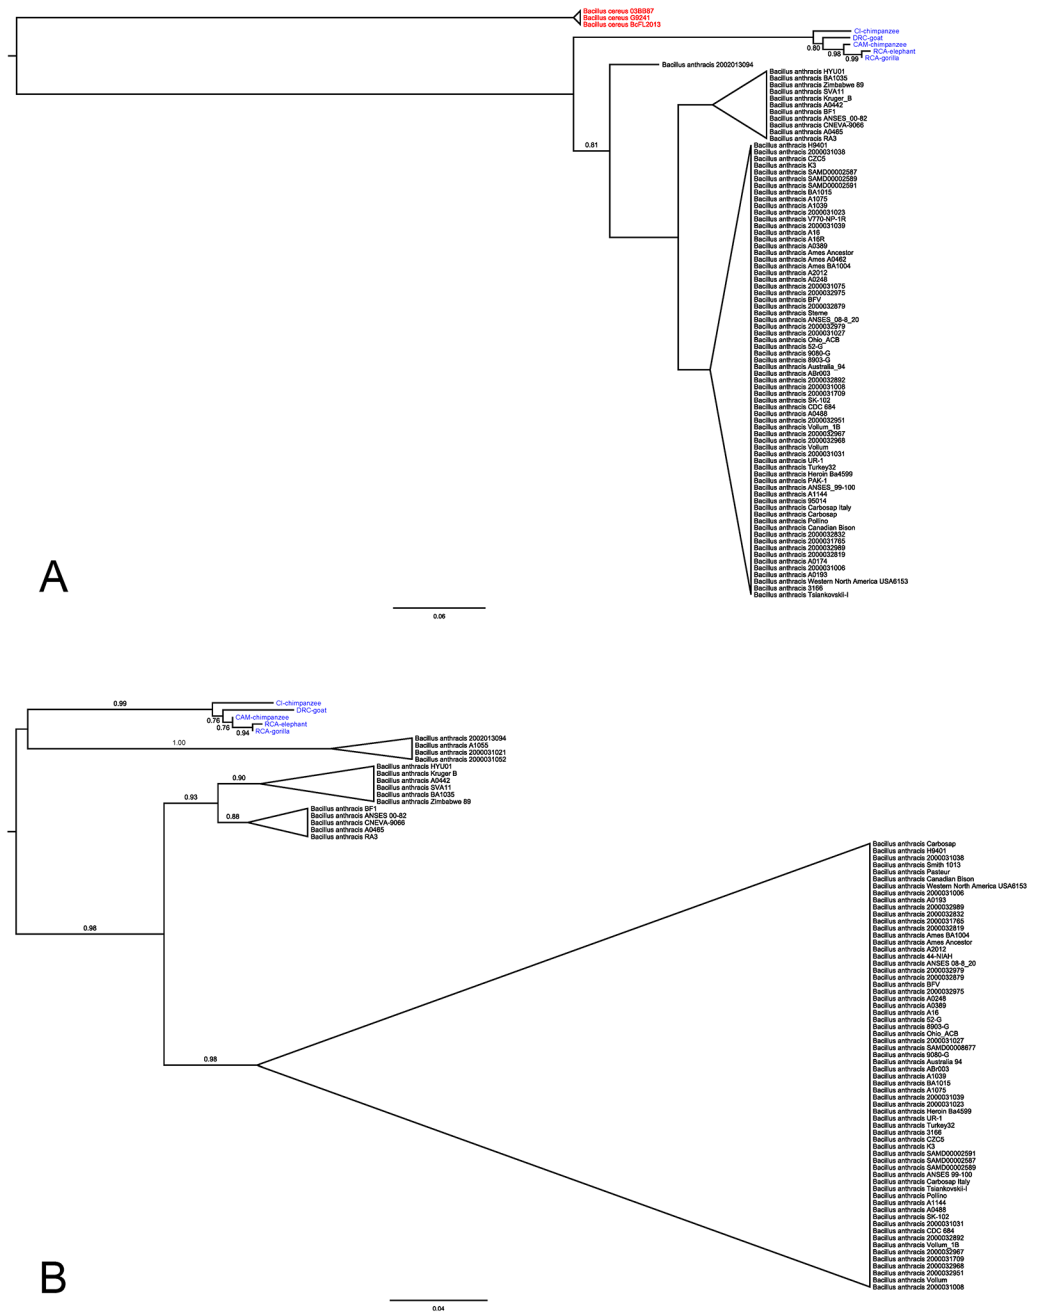 Bacillus cereus 03BB87
Bacillus cereus G9241
Bacillus cereus BcFL2013
CI-chimpanzee
DRC-goat
0.80
CAM-chimpanzee
0.98
RCA-elephant
0.99
RCA-gorilla
Bacillus anthracis 2002013094
Bacillus anthracis HYU01
Bacillus anthracis BA1035
Bacillus anthracis Zimbabwe 89
Bacillus anthracis SVA11
Bacillus anthracis Kruger_B
Bacillus anthracis A0442
Bacillus anthracis BF1
Bacillus anthracis ANSES_00-82
Bacillus anthracis CNEVA-9066
Bacillus anthracis A0465
Bacillus anthracis RA3
0.81
Bacillus anthracis H9401
Bacillus anthracis 2000031038
Bacillus anthracis CZC5
Bacillus anthracis K3
Bacillus anthracis SAMD00002587
Bacillus anthracis SAMD00002589
Bacillus anthracis SAMD00002591
Bacillus anthracis BA1015
Bacillus anthracis A1075
Bacillus anthracis A1039
Bacillus anthracis 2000031023
Bacillus anthracis V770-NP-1R
Bacillus anthracis 2000031039
Bacillus anthracis A16
Bacillus anthracis A16R
Bacillus anthracis A0389
Bacillus anthracis Ames Ancestor
Bacillus anthracis Ames A0462
Bacillus anthracis Ames BA1004
Bacillus anthracis A2012
Bacillus anthracis A0248
Bacillus anthracis 2000031075
Bacillus anthracis 2000032975
Bacillus anthracis BFV
Bacillus anthracis 2000032879
Bacillus anthracis Sterne
Bacillus anthracis ANSES_08-8_20
Bacillus anthracis 2000032979
Bacillus anthracis 2000031027
Bacillus anthracis Ohio_ACB
Bacillus anthracis 52-G
Bacillus anthracis 9080-G
Bacillus anthracis 8903-G
Bacillus anthracis Australia_94
Bacillus anthracis ABr003
Bacillus anthracis 2000032892
Bacillus anthracis 2000031008
Bacillus anthracis 2000031709
Bacillus anthracis SK-102
Bacillus anthracis CDC 684
Bacillus anthracis A0488
Bacillus anthracis 2000032951
Bacillus anthracis Vollum_1B
Bacillus anthracis 2000032967
Bacillus anthracis 2000032968
Bacillus anthracis Vollum
Bacillus anthracis 2000031031
Bacillus anthracis UR-1
Bacillus anthracis Turkey32
Bacillus anthracis Heroin Ba4599
Bacillus anthracis PAK-1
Bacillus anthracis ANSES_99-100
Bacillus anthracis A1144
Bacillus anthracis 95014
Bacillus anthracis Carbosap Italy
Bacillus anthracis Carbosap
Bacillus anthracis Pollino
Bacillus anthracis Canadian Bison
Bacillus anthracis 2000032832
Bacillus anthracis 2000031765
Bacillus anthracis 2000032989
Bacillus anthracis 2000032819
Bacillus anthracis A0174
Bacillus anthracis 2000031006
Bacillus anthracis A0193
Bacillus anthracis Western North America USA6153
Bacillus anthracis 3166
Bacillus anthracis Tsiankovskii-I
A
0.06
0.99
CI-chimpanzee
DRC-goat
0.76
CAM-chimpanzee
0.76
RCA-elephant
0.94
RCA-gorilla
1.00
Bacillus anthracis 2002013094
Bacillus anthracis A1055
Bacillus anthracis 2000031021
Bacillus anthracis 2000031052
0.90
Bacillus anthracis HYU01
Bacillus anthracis Kruger B
Bacillus anthracis A0442
Bacillus anthracis SVA11
Bacillus anthracis BA1035
Bacillus anthracis Zimbabwe 89
0.93
0.88
Bacillus anthracis BF1
Bacillus anthracis ANSES 00-82
Bacillus anthracis CNEVA-9066
Bacillus anthracis A0465
Bacillus anthracis RA3
0.98
0.98
Bacillus anthracis Carbosap
Bacillus anthracis H9401
Bacillus anthracis 2000031038
Bacillus anthracis Smith 1013
Bacillus anthracis Pasteur
Bacillus anthracis Canadian Bison
Bacillus anthracis Western North America USA6153
Bacillus anthracis 2000031006
Bacillus anthracis A0193
Bacillus anthracis 2000032989
Bacillus anthracis 2000032832
Bacillus anthracis 2000031765
Bacillus anthracis 2000032819
Bacillus anthracis Ames BA1004
Bacillus anthracis Ames Ancestor
Bacillus anthracis A2012
Bacillus anthracis 44-NIAH
Bacillus anthracis ANSES 08-8_20
Bacillus anthracis 2000032979
Bacillus anthracis 2000032879
Bacillus anthracis BFV
Bacillus anthracis 2000032975
Bacillus anthracis A0248
Bacillus anthracis A0389
Bacillus anthracis A16
Bacillus anthracis 52-G
Bacillus anthracis 8903-G
Bacillus anthracis Ohio_ACB
Bacillus anthracis 2000031027
Bacillus anthracis SAMD00008677
Bacillus anthracis 9080-G
Bacillus anthracis Australia 94
Bacillus anthracis ABr003
Bacillus anthracis A1039
Bacillus anthracis BA1015
Bacillus anthracis A1075
Bacillus anthracis 2000031039
Bacillus anthracis 2000031023
Bacillus anthracis Heroin Ba4599
Bacillus anthracis UR-1
Bacillus anthracis Turkey32
Bacillus anthracis 3166
Bacillus anthracis CZC5
Bacillus anthracis K3
Bacillus anthracis SAMD00002591
Bacillus anthracis SAMD00002587
Bacillus anthracis SAMD00002589
Bacillus anthracis ANSES 99-100
Bacillus anthracis Carbosap Italy
Bacillus anthracis Tsiankovskii-I
Bacillus anthracis Pollino
Bacillus anthracis A1144
Bacillus anthracis A0488
Bacillus anthracis SK-102
Bacillus anthracis 2000031031
Bacillus anthracis CDC 684
Bacillus anthracis 2000032892
Bacillus anthracis Vollum_1B
Bacillus anthracis 2000032967
Bacillus anthracis 2000031709
Bacillus anthracis 2000032968
Bacillus anthracis 2000032951
Bacillus anthracis Vollum
Bacillus anthracis 2000031008
B
0.04